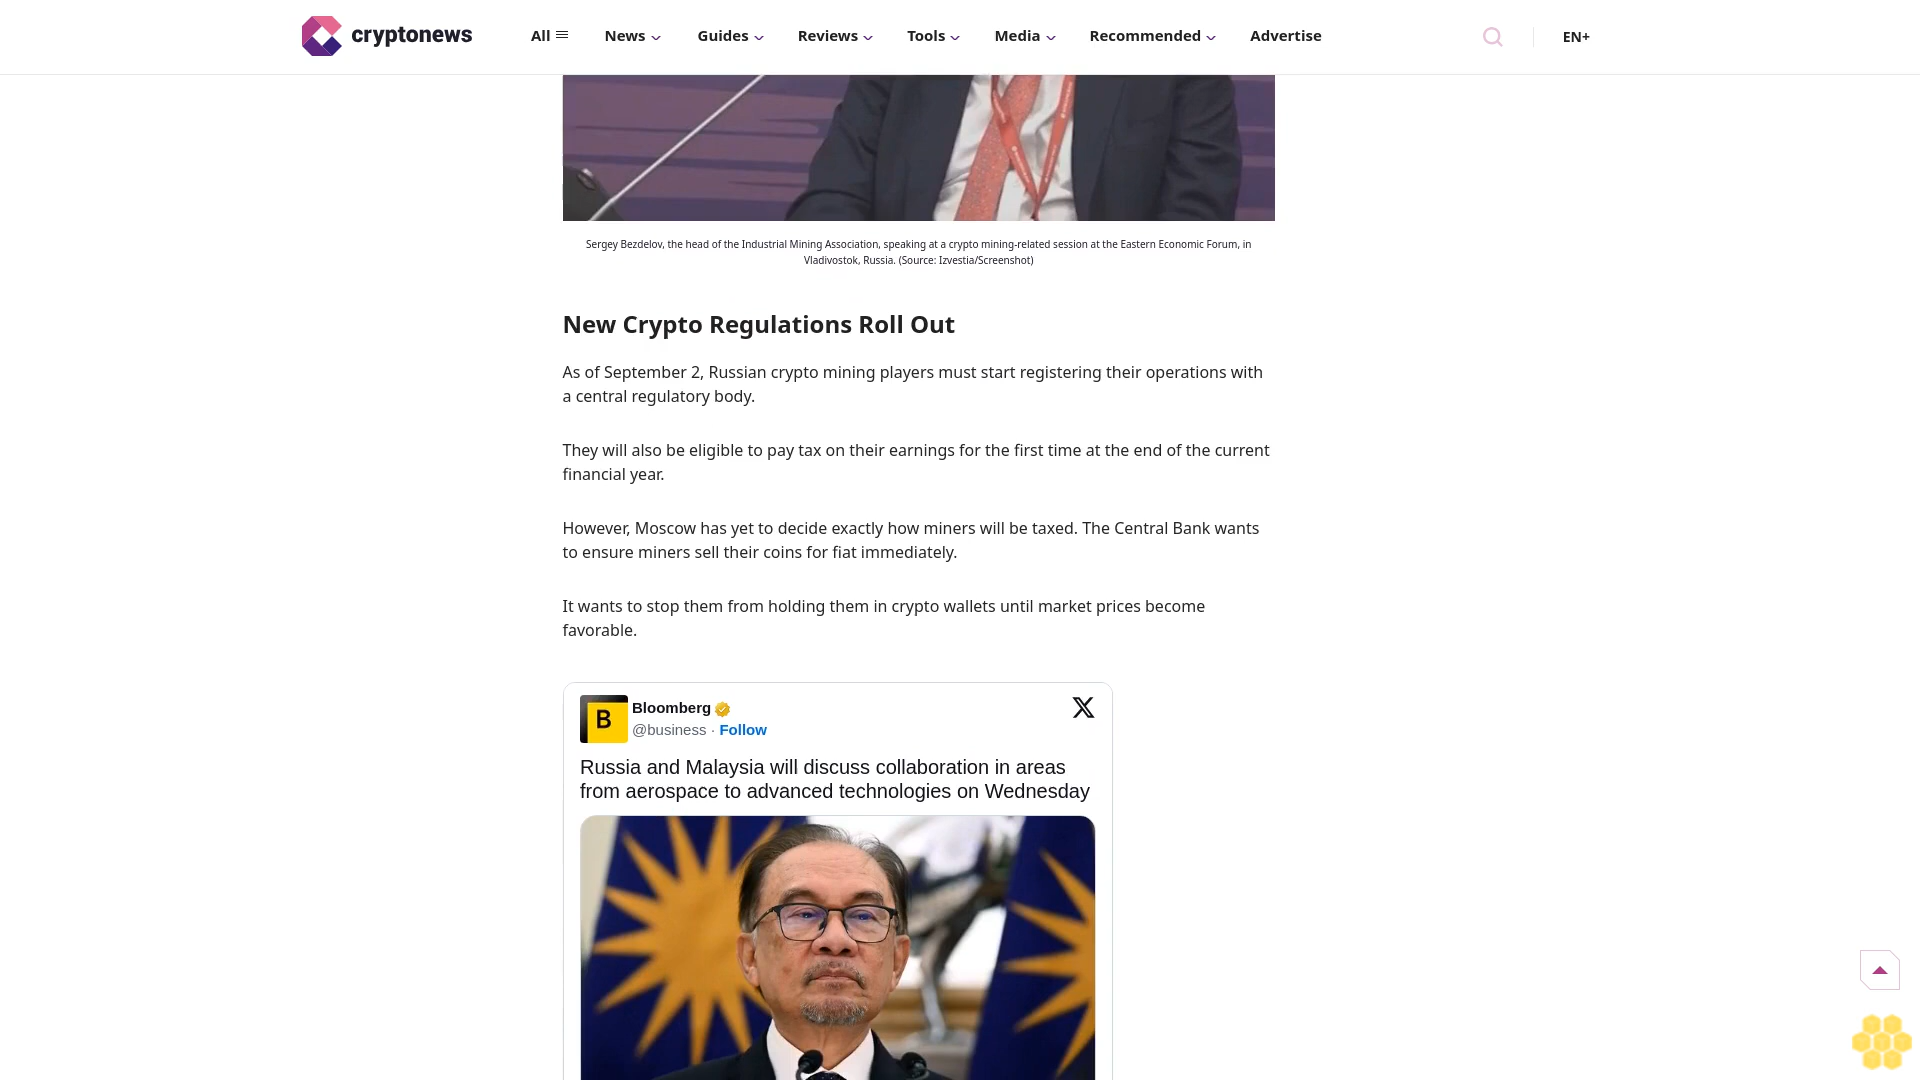 cryptonews
All
News
Guides
Reviews
Tools
Media
Recommended
Advertise
EN+
Sergey Bezdelov, the head of the Industrial Mining Association, speaking at a crypto mining-related session at the Eastern Economic Forum, in
Vladivostok, Russia. (Source: Izvestia/Screenshot)
New Crypto Regulations Roll Out
As of September 2, Russian crypto mining players must start registering their operations with
a central regulatory body.
They will also be eligible to pay tax on their earnings for the first time at the end of the current
financial year.
However, Moscow has yet to decide exactly how miners will be taxed. The Central Bank wants
to ensure miners sell their coins for fiat immediately.
It wants to stop them from holding them in crypto wallets until market prices become
favorable.
B
Bloomberg
@business · Follow
Russia and Malaysia will discuss collaboration in areas
from aerospace to advanced technologies on Wednesday